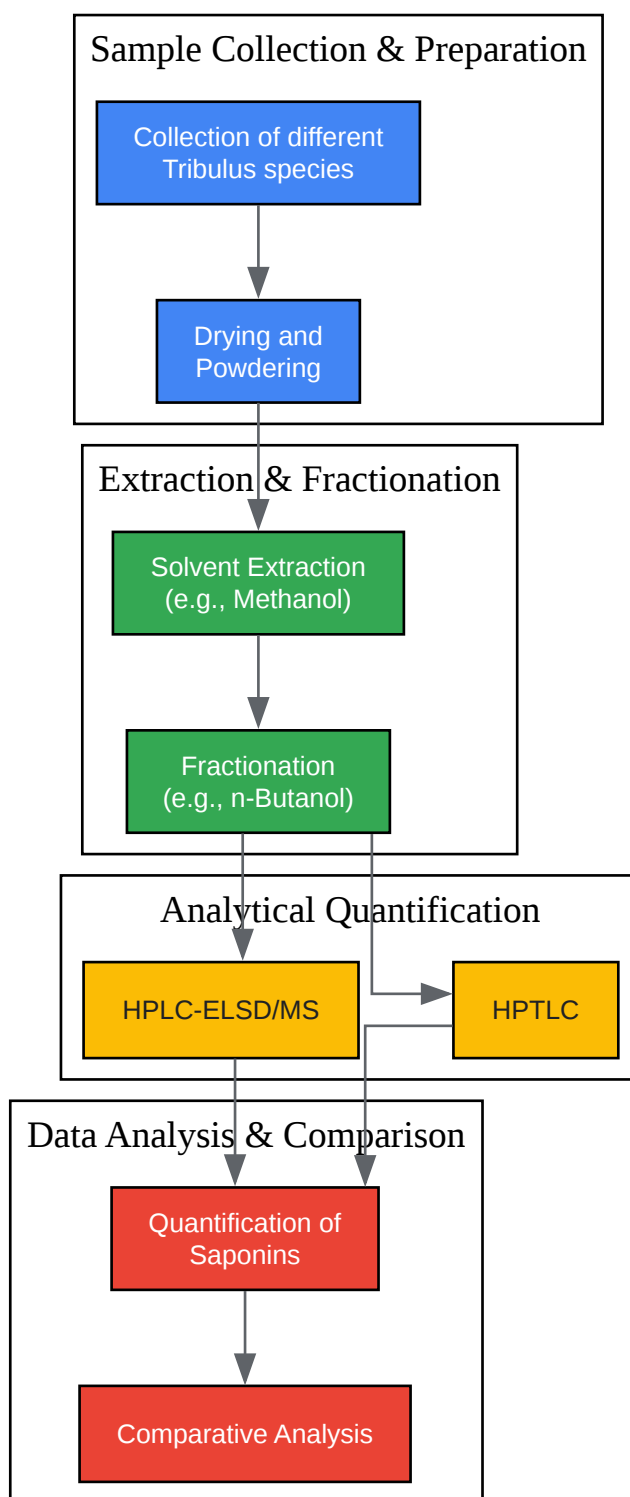 Sample Collection & Preparation
Collection of different
Tribulus species
Drying and
Powdering
Extraction & Fractionation
Solvent Extraction
(e.g., Methanol)
Fractionation
(e.g., n-Butanol)
Analytical Quantification
HPLC-ELSD/MS
HPTLC
Data Analysis & Comparison
Quantification of
Saponins
Comparative Analysis